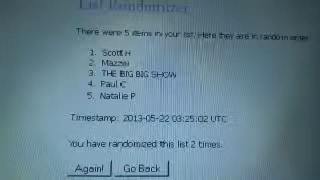 List Randomizer
There were 5 items in your list. Here they are in random order:
1. Scott H
2. Mazzei
3. THE BIG BIG SHOW
4. Paul C
5. Natalie P
Timestamp: 2013-05-22 03:25:02 UTC
You have randomized this list 2 times.
Again! Go Back